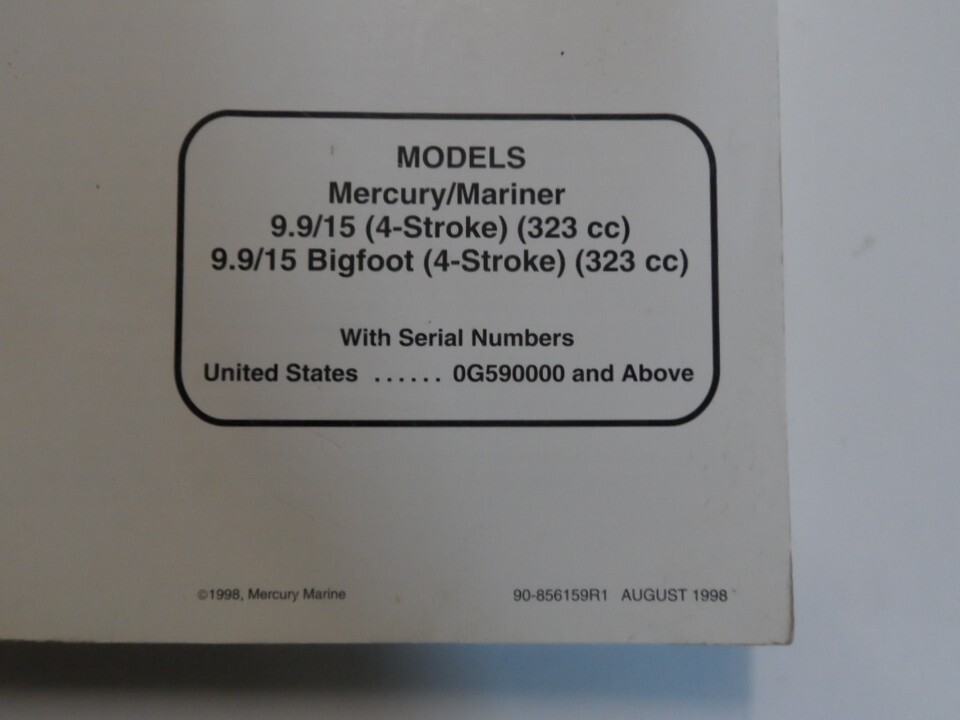 MODELS
Mercury/Mariner
9.9/15 (4-Stroke) (323 cc)
9.9/15 Bigfoot (4-Stroke) (323 cc)
With Serial Numbers
United States ...... 0G590000 and Above
©1998, Mercury Marine
90-856159R1 AUGUST 1998